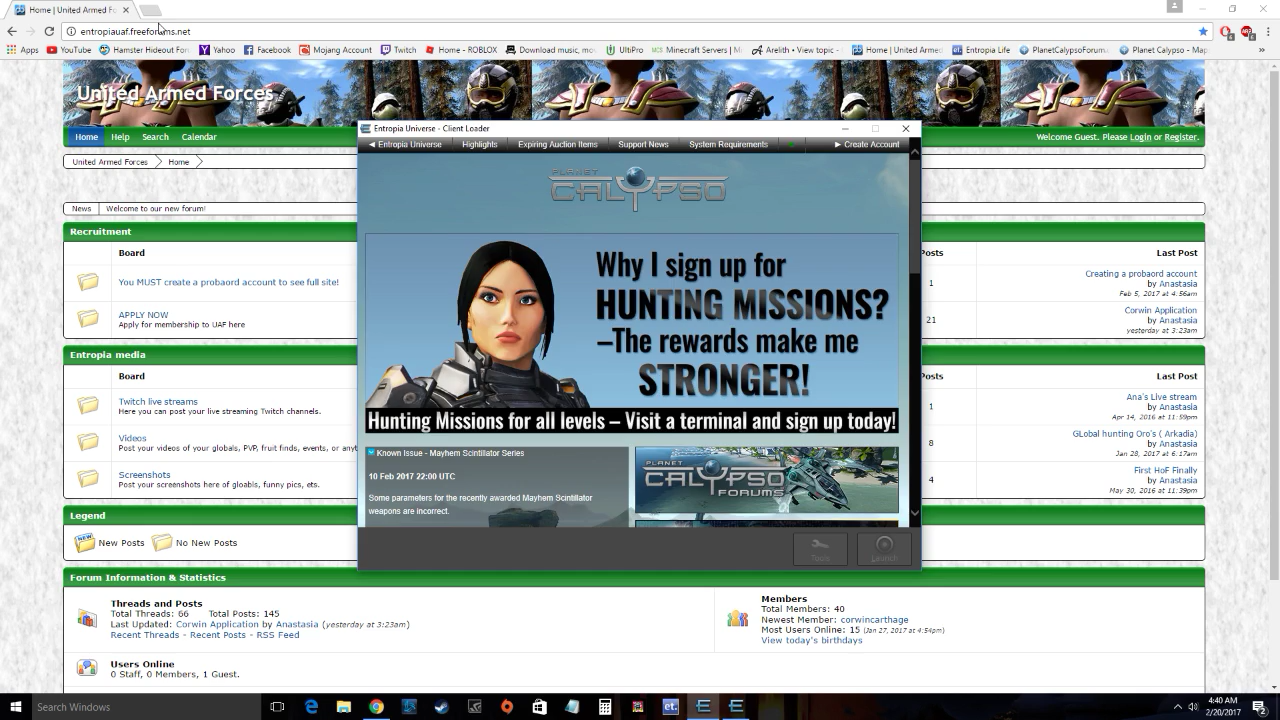 Home | United Armed Fo
entropiauaf.freeforums.net
Apps YouTube Hamster Hideout For Yahoo Facebook Mojang Account Twitch Home - ROBLOX music, mov UltiPro Minecraft Server Arelith • View topic - Home | United Armed Entropia Life PlanetCalypsoForum Planet Calypso - Map
United Armed Forces
Home Help Search Calendar
Welcome Guest. Please Login or Register.
United Armed Forces Home
News Welcome to our new forum!
Recruitment
Board Posts Last Post
You MUST create a probaord account to see full site! 1
Creating a probaord account
by Anastasia
Feb 5, 2017 at 4:56am
APPLY NOW
Apply for membership to UAF here
21
Corwin Application
by Anastasia
yesterday at 3:23am
Entropia media
Board Posts Last Post
Twitch live streams
Here you can post your live streaming Twitch channels.
1
Ana's Live stream
by Anastasia
Apr 14, 2016 at 11:59pm
Videos
Post your videos of your globals, PVP, fruit finds, events, or anyt
8
GLobal hunting Oro's ( Arkadia)
by Anastasia
Jan 28, 2017 at 6:17am
Screenshots
Post your screenshots here of gloabls, funny pics, ets.
4
First HoF Finally
by Anastasia
May 30, 2016 at 11:39pm
Legend
New Posts No New Posts
Forum Information & Statistics
Threads and Posts
Total Threads: 66 Total Posts: 145
Last Updated: Corwin Application by Anastasia (yesterday at 3:23am)
Recent Threads - Recent Posts - RSS Feed
Members
Total Members: 40
Newest Member: corwincarthage
Most Users Online: 15 (Jan 27, 2017 at 4:54pm)
View today's birthdays
Users Online
0 Staff, 0 Members, 1 Guest.
Entropia Universe - Client Loader
Entropia Universe Highlights Expiring Auction Items Support News System Requirements Create Account
PLANET
CALYPSO
Why I sign up for
HUNTING MISSIONS?
–The rewards make me
STRONGER!
Hunting Missions for all levels – Visit a terminal and sign up today!
Known Issue - Mayhem Scintillator Series
10 Feb 2017 22:00 UTC
Some parameters for the recently awarded Mayhem Scintillator
weapons are incorrect.
PLANET
CALYPSO
FORUMS
Tools Launch
Search Windows
et.
4:40 AM
2/20/2017